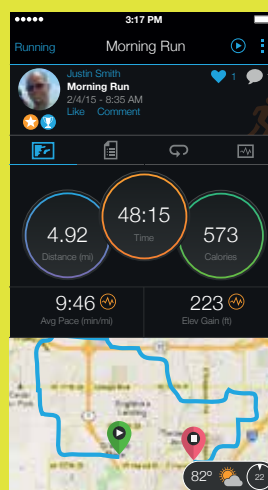 3:17 PM
Running
Morning Run
Justin Smith
Morning Run
2/4/15 - 8:35 AM
Like Comment
1
4.92
Distance (mi)
48:15
Time
573
Calories
9:46
Avg Pace (min/mi)
223
Elev Gain (ft)
82º
22